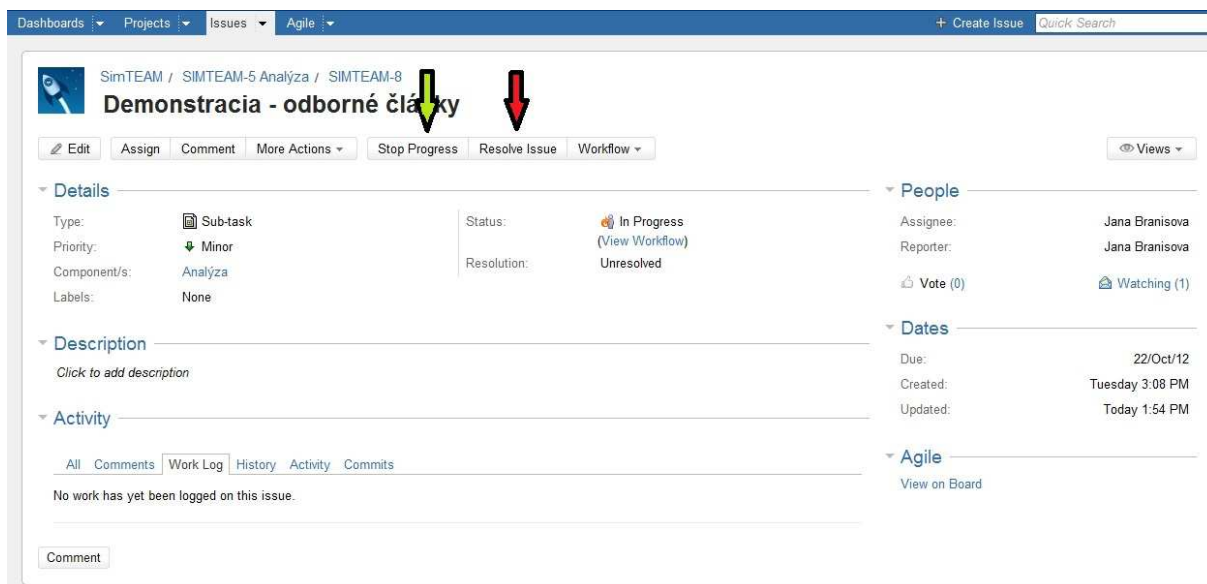 Dashboards Projects Issues Agile + Create Issue Quick Search
SimTEAM / SIMTEAM-5 Analýza / SIMTEAM-8
Demonstracia - odborné články
Edit Assign Comment More Actions Stop Progress Resolve Issue Workflow Views
Details
Type: Sub-task
Priority: Minor
Component/s: Analýza
Labels: None
Status: In Progress
(View Workflow)
Resolution: Unresolved
Description
Click to add description
Activity
All Comments Work Log History Activity Commits
No work has yet been logged on this issue.
Comment
People
Assignee: Jana Branisova
Reporter: Jana Branisova
Vote (0) Watching (1)
Dates
Due: 22/Oct/12
Created: Tuesday 3:08 PM
Updated: Today 1:54 PM
Agile
View on Board